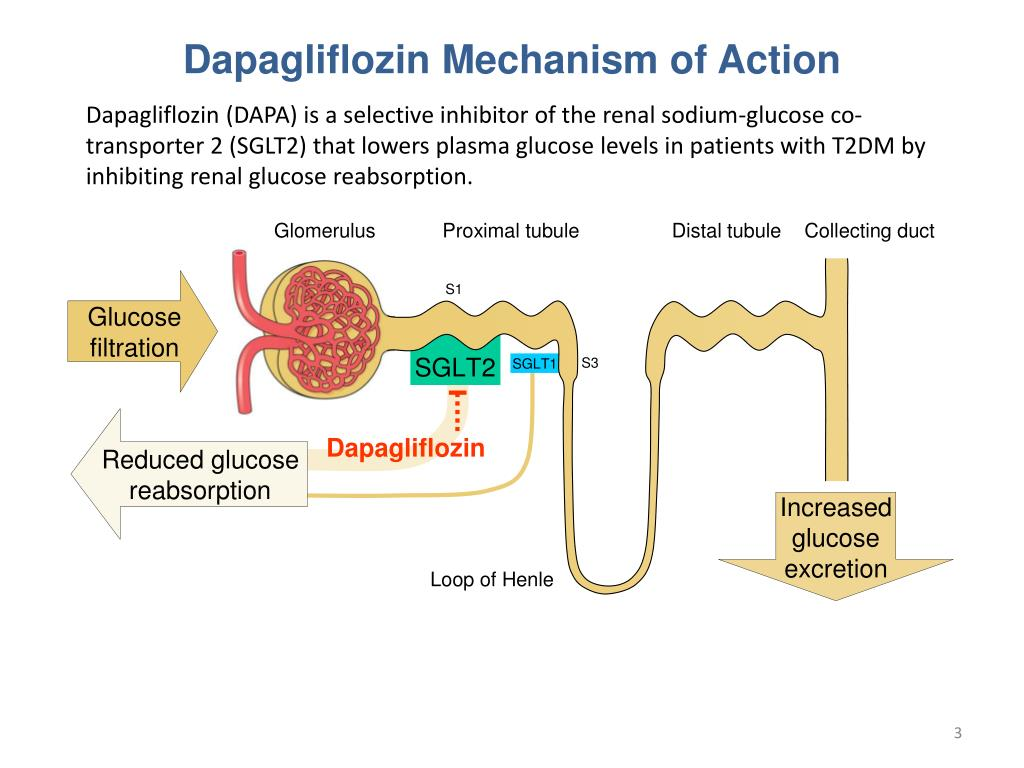 Dapagliflozin Mechanism of Action
Dapagliflozin (DAPA) is a selective inhibitor of the renal sodium-glucose co-
transporter 2 (SGLT2) that lowers plasma glucose levels in patients with T2DM by
inhibiting renal glucose reabsorption.
Glomerulus
Proximal tubule
Distal tubule
Collecting duct
S1
Glucose
filtration
SGLT2
SGLT1
S3
Dapagliflozin
Reduced glucose
reabsorption
Increased
glucose
excretion
Loop of Henle
3